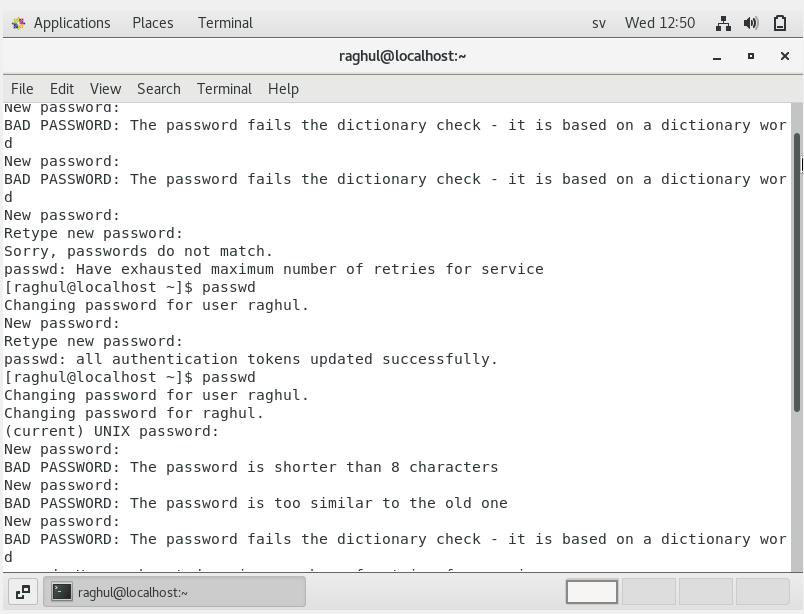 Applications Places Terminal sv Wed 12:50
raghul@localhost:~
File Edit View Search Terminal Help
New password:
BAD PASSWORD: The password fails the dictionary check - it is based on a dictionary wor
d
New password:
BAD PASSWORD: The password fails the dictionary check - it is based on a dictionary wor
d
New password:
Retype new password:
Sorry, passwords do not match.
passwd: Have exhausted maximum number of retries for service
[raghul@localhost ~]$ passwd
Changing password for user raghul.
New password:
Retype new password:
passwd: all authentication tokens updated successfully.
[raghul@localhost ~]$ passwd
Changing password for user raghul.
Changing password for raghul.
(current) UNIX password:
New password:
BAD PASSWORD: The password is shorter than 8 characters
New password:
BAD PASSWORD: The password is too similar to the old one
New password:
BAD PASSWORD: The password fails the dictionary check - it is based on a dictionary wor
d
raghul@localhost:~